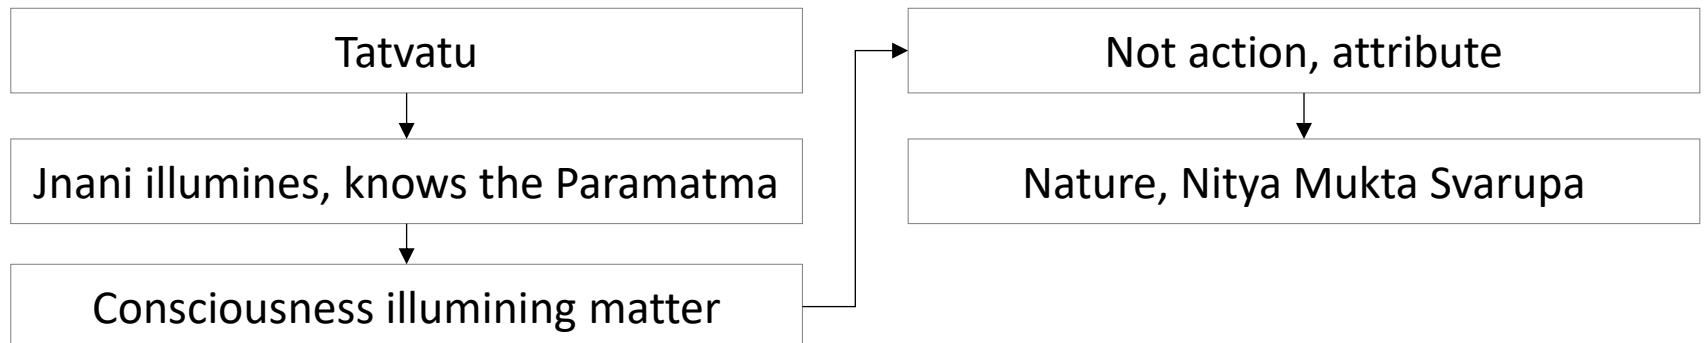 Tatvatu
Jnani illumines, knows the Paramatma
Consciousness illumining matter
Not action, attribute
Nature, Nitya Mukta Svarupa